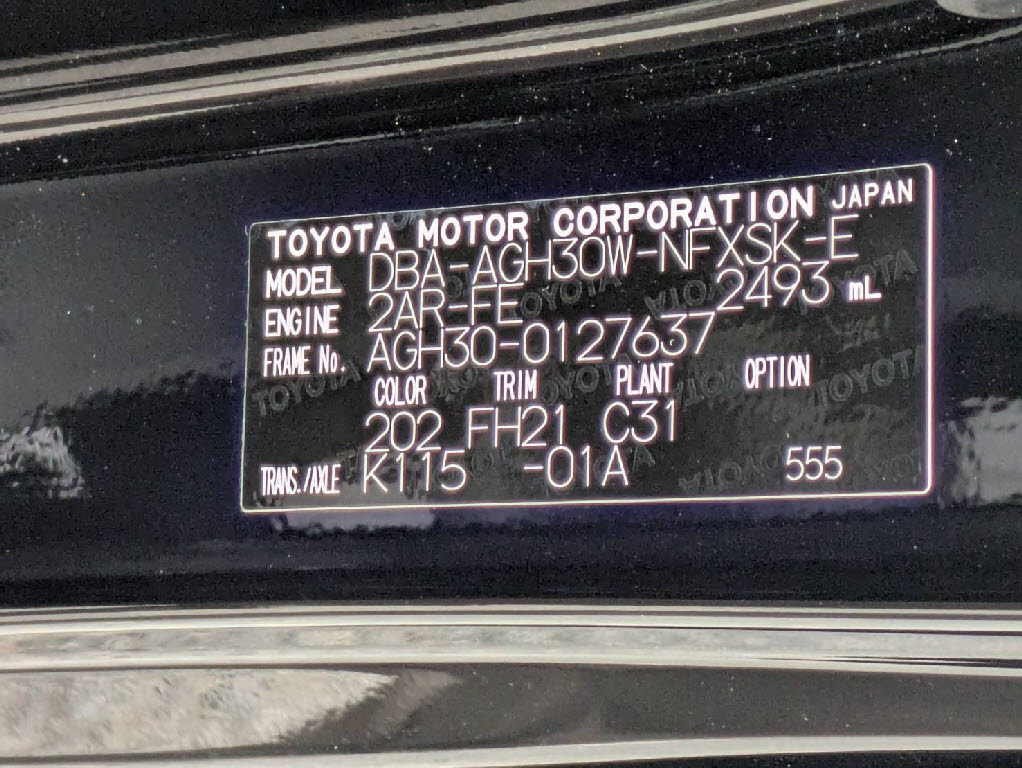 TOYOTA MOTOR CORPORATION JAPAN
MODEL DBA-AGH30W-NFXSK-E
ENGINE 2AR-FE 2493 mL
FRAME No. AGH30-0127637
COLOR TRIM PLANT OPTION
202 FH21 C31
TRANS./AXLE K115 -01A 555